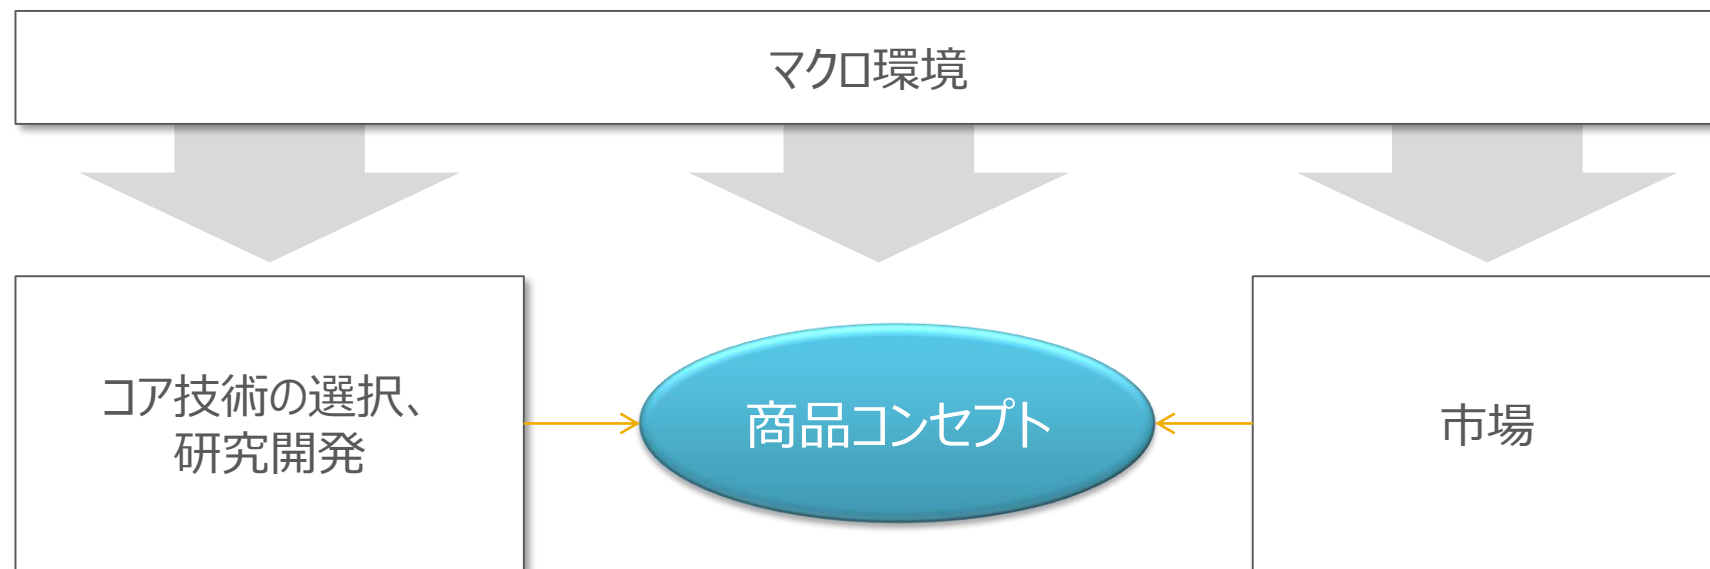 マクロ環境
コア技術の選択、
研究開発
商品コンセプト
市場